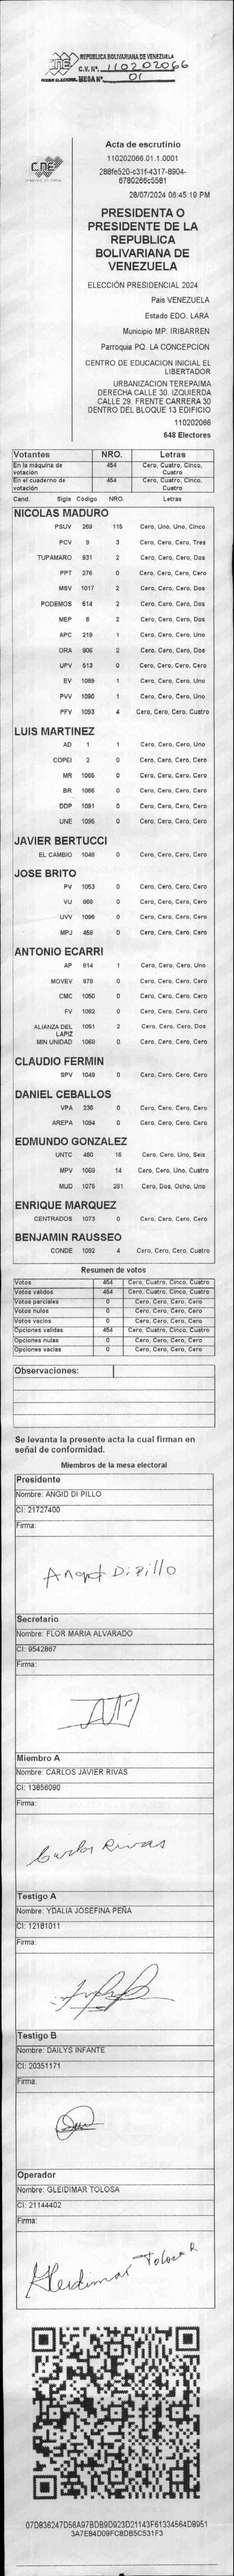 REPUBLICA BOLIVARIANA DE VENEZUELA
CNE
C.V. Nº. 110202066
PODER ELECTORAL MESA Nº 01
CNE
Acta de escrutinio
110202066.01.1.0001
288fe520-c31f-4317-8904-
6780266c5581
28/07/2024 06:45:19 PM
PRESIDENTA O
PRESIDENTE DE LA
REPUBLICA
BOLIVARIANA DE
VENEZUELA
ELECCIÓN PRESIDENCIAL 2024
Pais VENEZUELA
Estado EDO. LARA
Municipio MP. IRIBARREN
Parroquia PQ. LA CONCEPCION
CENTRO DE EDUCACION INICIAL EL
LIBERTADOR
URBANIZACION TEREPAIMA
DERECHA CALLE 30. IZQUIERDA
CALLE 29. FRENTE CARRERA 30
DENTRO DEL BLOQUE 13 EDIFICIO
110202066
648 Electores
Votantes NRO. Letras
En la máquina de votación 454 Cero, Cuatro, Cinco, Cuatro
En el cuaderno de votación 454 Cero, Cuatro, Cinco, Cuatro
Cand. Sigla Código NRO. Letras
NICOLAS MADURO
PSUV 269 115 Cero, Uno, Uno, Cinco
PCV 9 3 Cero, Cero, Cero, Tres
TUPAMARO 931 2 Cero, Cero, Cero, Dos
PPT 276 0 Cero, Cero, Cero, Cero
MSV 1017 2 Cero, Cero, Cero, Dos
PODEMOS 514 2 Cero, Cero, Cero, Dos
MEP 6 2 Cero, Cero, Cero, Dos
APC 219 1 Cero, Cero, Cero, Uno
ORA 906 2 Cero, Cero, Cero, Dos
UPV 513 0 Cero, Cero, Cero, Cero
EV 1089 1 Cero, Cero, Cero, Uno
PVV 1090 1 Cero, Cero, Cero, Uno
PFV 1093 4 Cero, Cero, Cero, Cuatro
LUIS MARTINEZ
AD 1 1 Cero, Cero, Cero, Uno
COPEI 2 0 Cero, Cero, Cero, Cero
MR 1065 0 Cero, Cero, Cero, Cero
BR 1066 0 Cero, Cero, Cero, Cero
DDP 1091 0 Cero, Cero, Cero, Cero
UNE 1095 0 Cero, Cero, Cero, Cero
JAVIER BERTUCCI
EL CAMBIO 1048 0 Cero, Cero, Cero, Cero
JOSE BRITO
PV 1053 0 Cero, Cero, Cero, Cero
VU 868 0 Cero, Cero, Cero, Cero
UVV 1096 0 Cero, Cero, Cero, Cero
MPJ 458 0 Cero, Cero, Cero, Cero
ANTONIO ECARRI
AP 814 1 Cero, Cero, Cero, Uno
MOVEV 878 0 Cero, Cero, Cero, Cero
CMC 1050 0 Cero, Cero, Cero, Cero
FV 1062 0 Cero, Cero, Cero, Cero
ALIANZA DEL LAPIZ 1051 2 Cero, Cero, Cero, Dos
MIN UNIDAD 1068 0 Cero, Cero, Cero, Cero
CLAUDIO FERMIN
SPV 1049 0 Cero, Cero, Cero, Cero
DANIEL CEBALLOS
VPA 236 0 Cero, Cero, Cero, Cero
AREPA 1094 0 Cero, Cero, Cero, Cero
EDMUNDO GONZALEZ
UNTC 460 16 Cero, Cero, Uno, Seis
MPV 1069 14 Cero, Cero, Uno, Cuatro
MUD 1075 281 Cero, Dos, Ocho, Uno
ENRIQUE MARQUEZ
CENTRADOS 1073 0 Cero, Cero, Cero, Cero
BENJAMIN RAUSSEO
CONDE 1092 4 Cero, Cero, Cero, Cuatro
Resumen de votos
Votos 454 Cero, Cuatro, Cinco, Cuatro
Votos validos 454 Cero, Cuatro, Cinco, Cuatro
Votos parciales 0 Cero, Cero, Cero, Cero
Votos nulos 0 Cero, Cero, Cero, Cero
Votos vacios 0 Cero, Cero, Cero, Cero
Opciones validas 454 Cero, Cuatro, Cinco, Cuatro
Opciones nulas 0 Cero, Cero, Cero, Cero
Opciones vacias 0 Cero, Cero, Cero, Cero
Observaciones:
Se levanta la presente acta la cual firman en
señal de conformidad.
Miembros de la mesa electoral
Presidente
Nombre: ANGID DI PILLO
CI: 21727400
Firma:
Angid Di Pillo
Secretario
Nombre: FLOR MARIA ALVARADO
CI: 9542867
Firma:
Miembro A
Nombre: CARLOS JAVIER RIVAS
CI: 13856090
Firma:
Carlos Rivas
Testigo A
Nombre: YDALIA JOSEFINA PEÑA
CI: 12181011
Firma:
Testigo B
Nombre: DAILYS INFANTE
CI: 20351171
Firma:
Operador
Nombre: GLEIDIMAR TOLOSA
CI: 21144402
Firma:
Gleidimar Tolosa R
07D836247D56A97BDB9D923D21143F61334564D8951
3A7E84D09FC8DB5C531F3